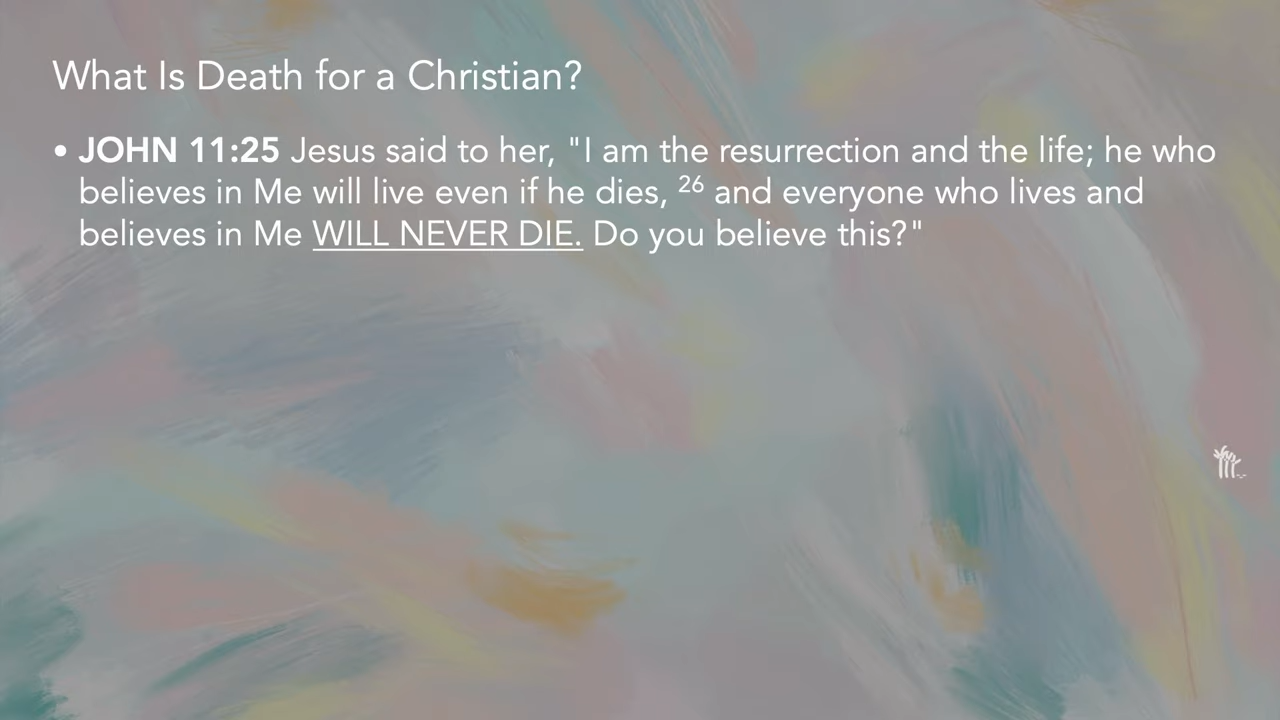 What Is Death for a Christian?
• JOHN 11:25 Jesus said to her, "I am the resurrection and the life; he who
believes in Me will live even if he dies, 26 and everyone who lives and
believes in Me WILL NEVER DIE. Do you believe this?"